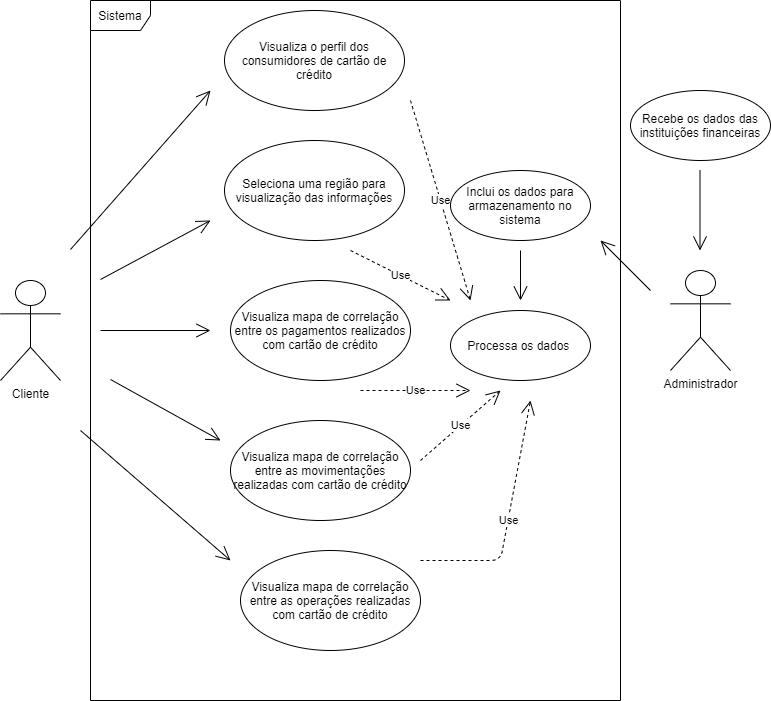 Sistema
Visualiza o perfil dos
consumidores de cartão de
crédito
Recebe os dados das
instituições financeiras
Seleciona uma região para
visualização das informações
Use
Inclui os dados para
armazenamento no
sistema
Use
Visualiza mapa de correlação
entre os pagamentos realizados
com cartão de crédito
Processa os dados
Cliente
Administrador
Use
Use
Visualiza mapa de correlação
entre as movimentações
realizadas com cartão de crédito
Use
Visualiza mapa de correlação
entre as operações realizadas
com cartão de crédito